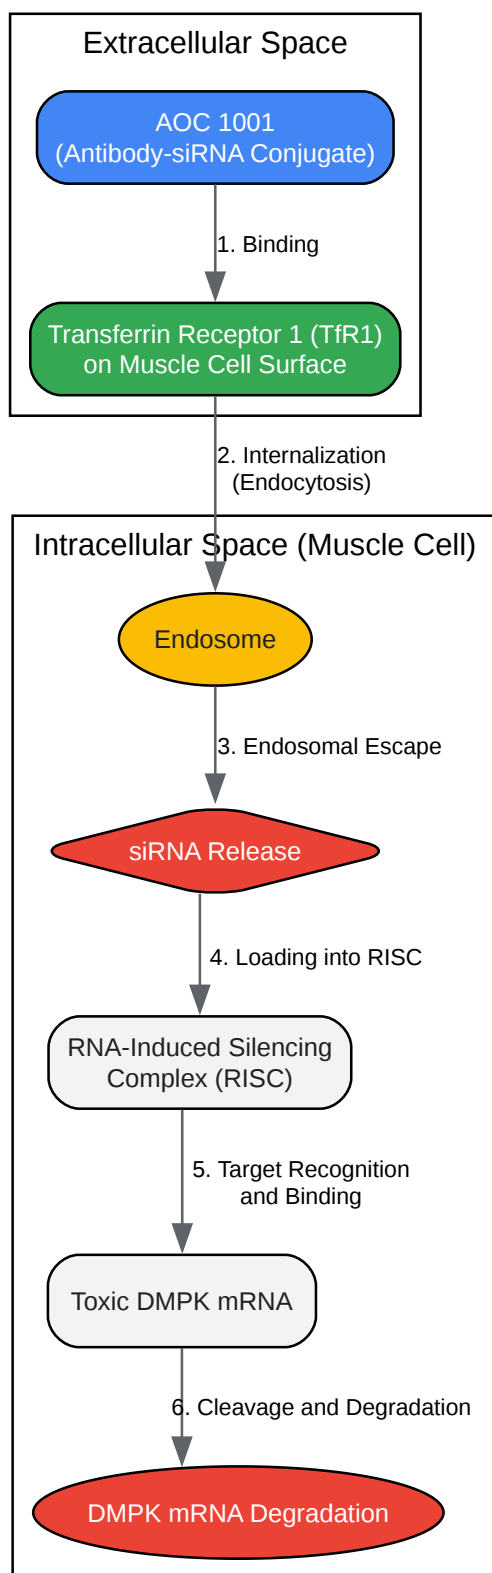 Extracellular Space
AOC 1001
(Antibody-siRNA Conjugate)
1. Binding
Transferrin Receptor 1 (TfR1)
on Muscle Cell Surface
2. Internalization
(Endocytosis)
Intracellular Space (Muscle Cell)
Endosome
3. Endosomal Escape
siRNA Release
4. Loading into RISC
RNA-Induced Silencing
Complex (RISC)
5. Target Recognition
and Binding
Toxic DMPK mRNA
6. Cleavage and Degradation
DMPK mRNA Degradation